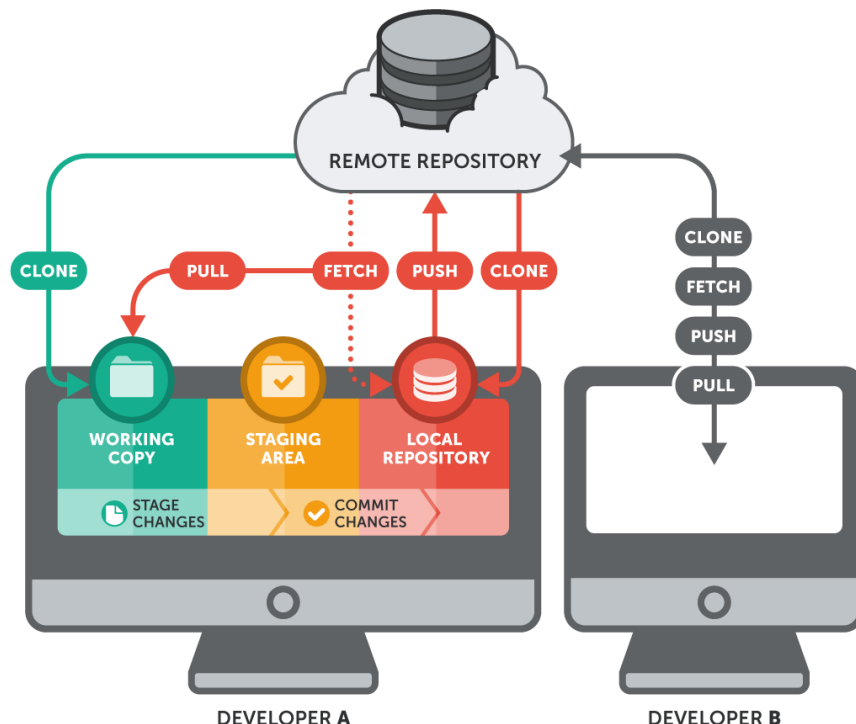 REMOTE REPOSITORY
CLONE
PULL
FETCH
PUSH
CLONE
CLONE
FETCH
PUSH
PULL
WORKING
COPY
STAGING
AREA
LOCAL
REPOSITORY
STAGE
CHANGES
COMMIT
CHANGES
DEVELOPER A
DEVELOPER B